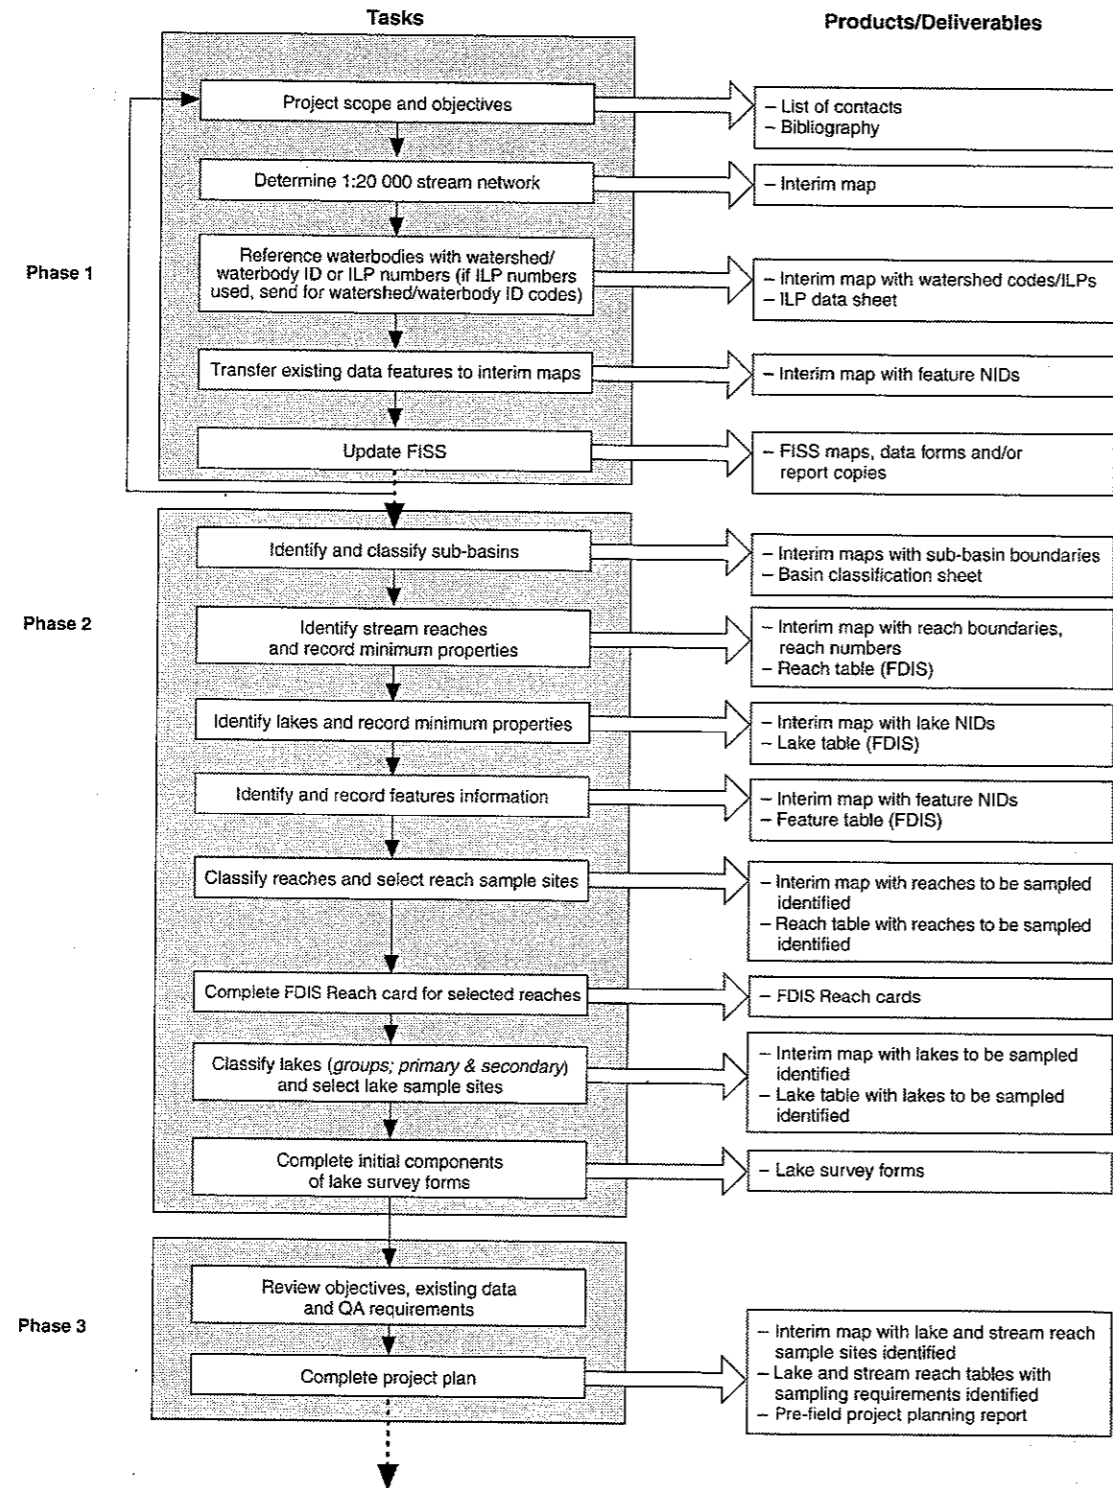 Tasks
Products/Deliverables
Phase 1
Project scope and objectives
– List of contacts
– Bibliography
Determine 1:20 000 stream network
– Interim map
Reference waterbodies with watershed/
waterbody ID or ILP numbers (if ILP numbers
used, send for watershed/waterbody ID codes)
– Interim map with watershed codes/ILPs
– ILP data sheet
Transfer existing data features to interim maps
– Interim map with feature NIDs
Update FISS
– FISS maps, data forms and/or
report copies
Phase 2
Identify and classify sub-basins
– Interim maps with sub-basin boundaries
– Basin classification sheet
Identify stream reaches
and record minimum properties
– Interim map with reach boundaries,
reach numbers
– Reach table (FDIS)
Identify lakes and record minimum properties
– Interim map with lake NIDs
– Lake table (FDIS)
Identify and record features information
– Interim map with feature NIDs
– Feature table (FDIS)
Classify reaches and select reach sample sites
– Interim map with reaches to be sampled
identified
– Reach table with reaches to be sampled
identified
Complete FDIS Reach card for selected reaches
– FDIS Reach cards
Classify lakes (groups; primary & secondary)
and select lake sample sites
– Interim map with lakes to be sampled
identified
– Lake table with lakes to be sampled
identified
Complete initial components
of lake survey forms
– Lake survey forms
Phase 3
Review objectives, existing data
and QA requirements
Complete project plan
– Interim map with lake and stream reach
sample sites identified
– Lake and stream reach tables with
sampling requirements identified
– Pre-field project planning report